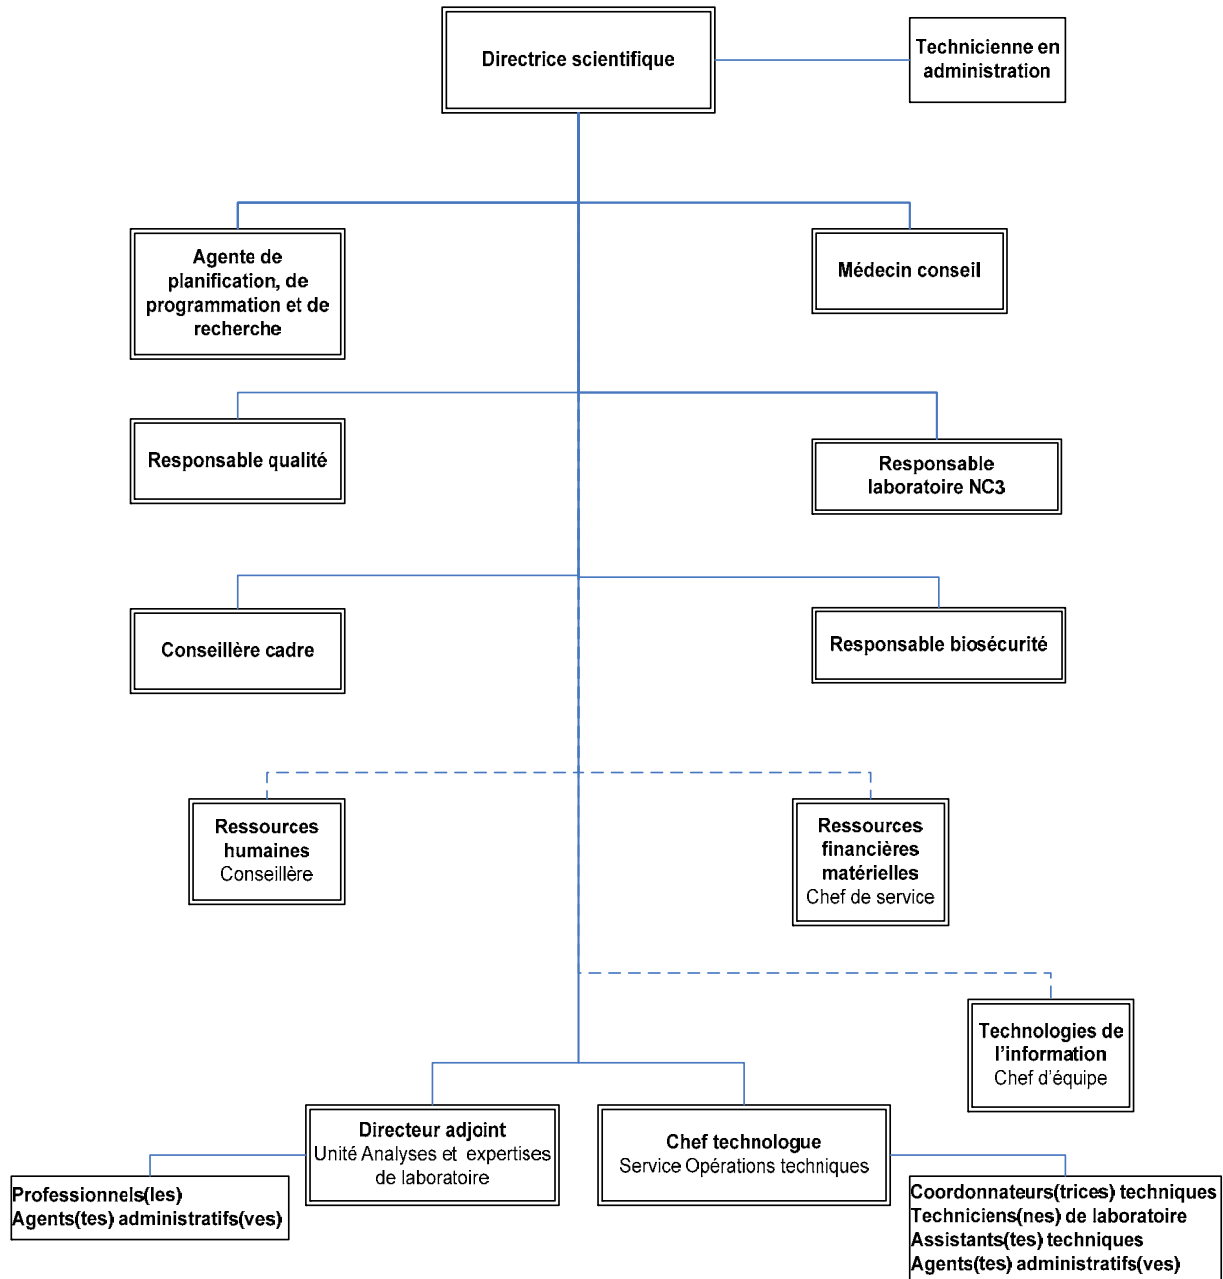 Directrice scientifique
Technicienne en
administration
Agente de
planification, de
programmation et de
recherche
Médecin conseil
Responsable qualité
Responsable
laboratoire NC3
Conseillère cadre
Responsable biosécurité
Ressources
humaines
Conseillère
Ressources
financières
matérielles
Chef de service
Technologies de
l'information
Chef d'équipe
Directeur adjoint
Unité Analyses et expertises
de laboratoire
Chef technologue
Service Opérations techniques
Professionnels(les)
Agents(tes) administratifs(ves)
Coordonnateurs(trices) techniques
Techniciens(nes) de laboratoire
Assistants(tes) techniques
Agents(tes) administratifs(ves)